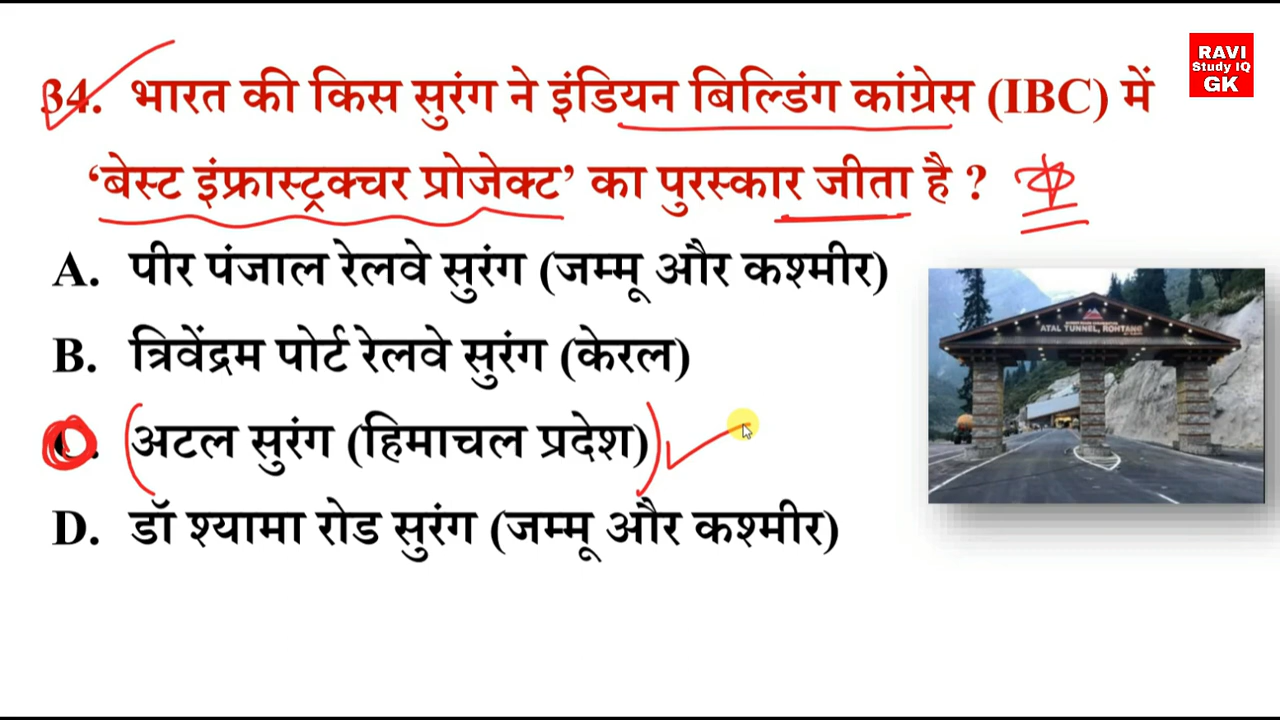 RAVI
Study IQ
GK
34. भारत की किस सुरंग ने इंडियन बिल्डिंग कांग्रेस (IBC) में
‘बेस्ट इंफ्रास्ट्रक्चर प्रोजेक्ट’ का पुरस्कार जीता है ?
A. पीर पंजाल रेलवे सुरंग (जम्मू और कश्मीर)
B. त्रिवेंद्रम पोर्ट रेलवे सुरंग (केरल)
अटल सुरंग (हिमाचल प्रदेश)
D. डॉ श्यामा रोड सुरंग (जम्मू और कश्मीर)
ATAL TUNNEL, ROHTANG